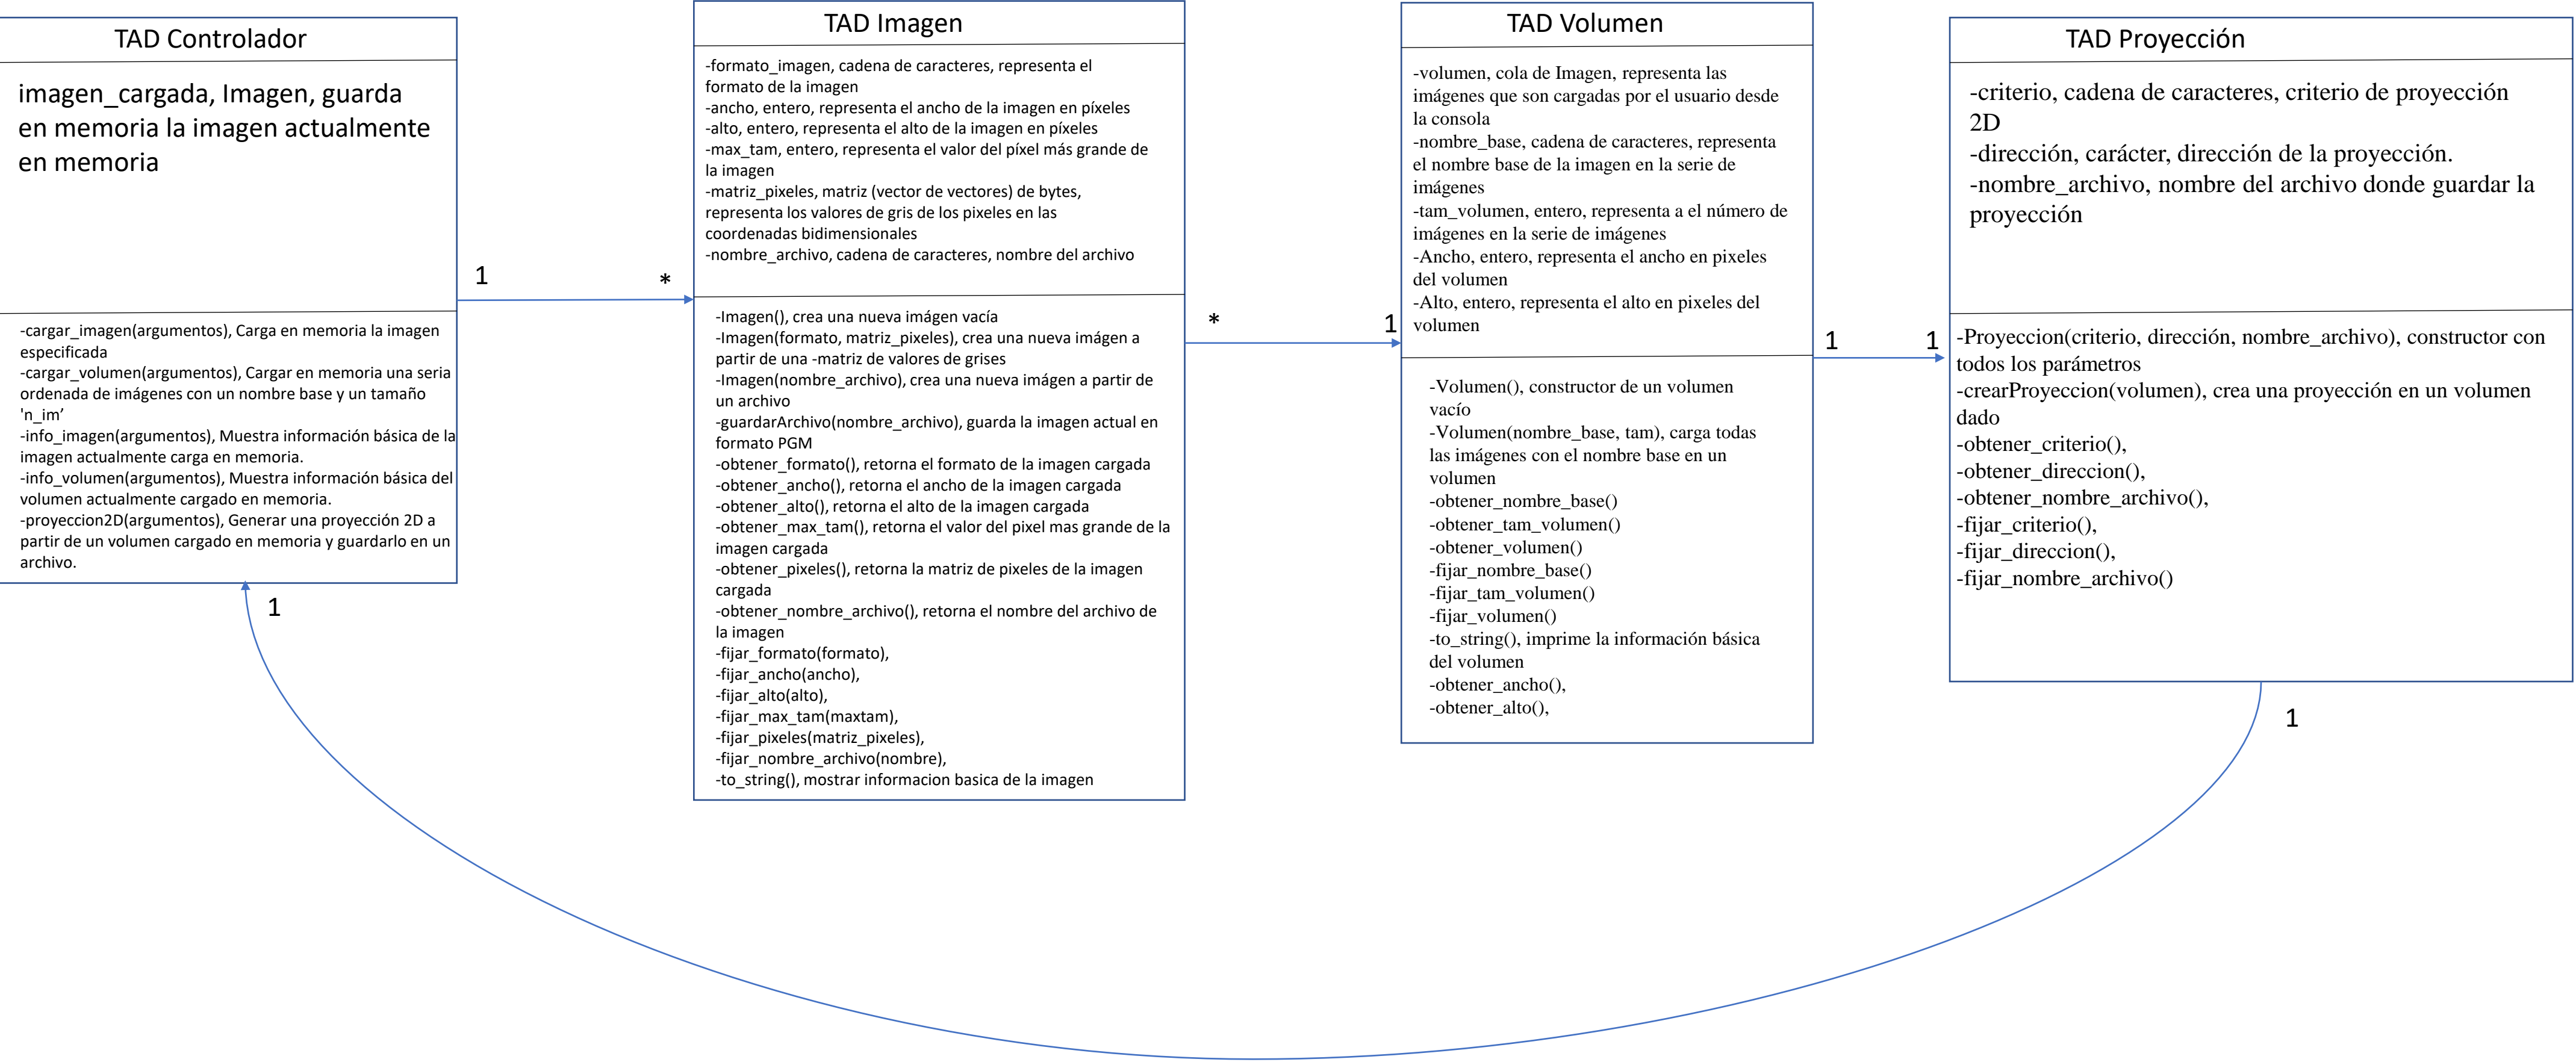 TAD Controlador
imagen_cargada, Imagen, guarda
en memoria la imagen actualmente
en memoria
-cargar_imagen(argumentos), Carga en memoria la imagen
especificada
-cargar_volumen(argumentos), Cargar en memoria una seria
ordenada de imágenes con un nombre base y un tamaño
'n_im’
-info_imagen(argumentos), Muestra información básica de la
imagen actualmente carga en memoria.
-info_volumen(argumentos), Muestra información básica del
volumen actualmente cargado en memoria.
-proyeccion2D(argumentos), Generar una proyección 2D a
partir de un volumen cargado en memoria y guardarlo en un
archivo.
1
1
*
TAD Imagen
-formato_imagen, cadena de caracteres, representa el
formato de la imagen
-ancho, entero, representa el ancho de la imagen en píxeles
-alto, entero, representa el alto de la imagen en píxeles
-max_tam, entero, representa el valor del píxel más grande de
la imagen
-matriz_pixeles, matriz (vector de vectores) de bytes,
representa los valores de gris de los pixeles en las
coordenadas bidimensionales
-nombre_archivo, cadena de caracteres, nombre del archivo
-Imagen(), crea una nueva imágen vacía
-Imagen(formato, matriz_pixeles), crea una nueva imágen a
partir de una -matriz de valores de grises
-Imagen(nombre_archivo), crea una nueva imágen a partir de
un archivo
-guardarArchivo(nombre_archivo), guarda la imagen actual en
formato PGM
-obtener_formato(), retorna el formato de la imagen cargada
-obtener_ancho(), retorna el ancho de la imagen cargada
-obtener_alto(), retorna el alto de la imagen cargada
-obtener_max_tam(), retorna el valor del pixel mas grande de la
imagen cargada
-obtener_pixeles(), retorna la matriz de pixeles de la imagen
cargada
-obtener_nombre_archivo(), retorna el nombre del archivo de
la imagen
-fijar_formato(formato),
-fijar_ancho(ancho),
-fijar_alto(alto),
-fijar_max_tam(maxtam),
-fijar_pixeles(matriz_pixeles),
-fijar_nombre_archivo(nombre),
-to_string(), mostrar informacion basica de la imagen
*
1
TAD Volumen
-volumen, cola de Imagen, representa las
imágenes que son cargadas por el usuario desde
la consola
-nombre_base, cadena de caracteres, representa
el nombre base de la imagen en la serie de
imágenes
-tam_volumen, entero, representa a el número de
imágenes en la serie de imágenes
-Ancho, entero, representa el ancho en pixeles
del volumen
-Alto, entero, representa el alto en pixeles del
volumen
-Volumen(), constructor de un volumen
vacío
-Volumen(nombre_base, tam), carga todas
las imágenes con el nombre base en un
volumen
-obtener_nombre_base()
-obtener_tam_volumen()
-obtener_volumen()
-fijar_nombre_base()
-fijar_tam_volumen()
-fijar_volumen()
-to_string(), imprime la información básica
del volumen
-obtener_ancho(),
-obtener_alto(),
1
1
TAD Proyección
-criterio, cadena de caracteres, criterio de proyección
2D
-dirección, carácter, dirección de la proyección.
-nombre_archivo, nombre del archivo donde guardar la
proyección
-Proyeccion(criterio, dirección, nombre_archivo), constructor con
todos los parámetros
-crearProyeccion(volumen), crea una proyección en un volumen
dado
-obtener_criterio(),
-obtener_direccion(),
-obtener_nombre_archivo(),
-fijar_criterio(),
-fijar_direccion(),
-fijar_nombre_archivo()
1